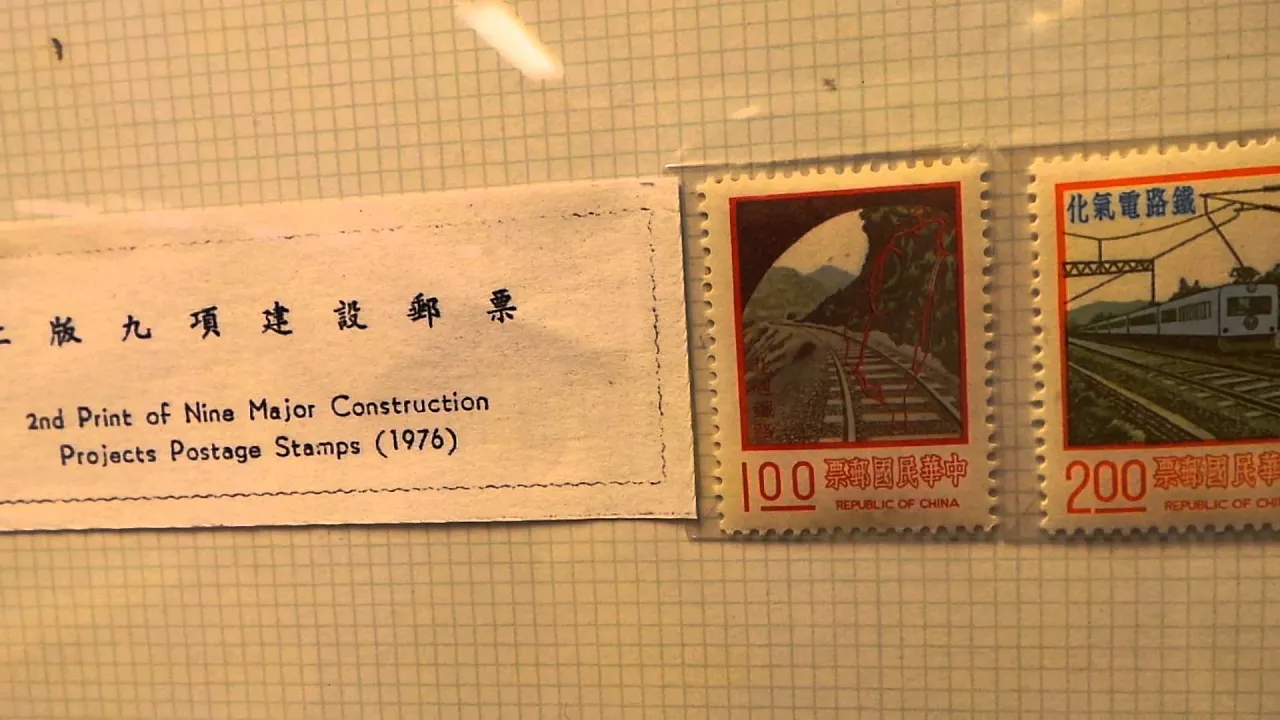 版九項建設郵票
2nd Print of Nine Major Construction
Projects Postage Stamps (1976)
1.00 票郵國民華中
REPUBLIC OF CHINA
化氣電路鐵
2.00 票郵國民華
REPUBLIC OF CH